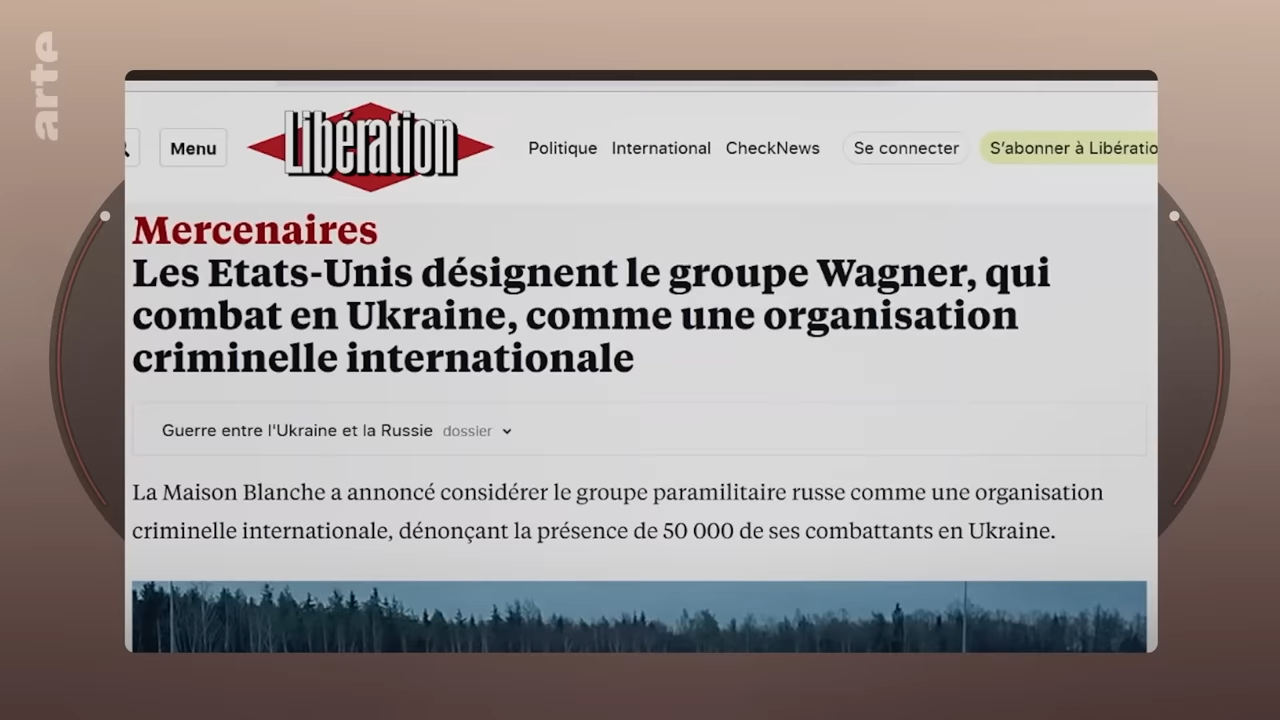 arte
Menu
Libération
Politique International CheckNews
Se connecter
S'abonner à Libératio
Mercenaires
Les Etats-Unis désignent le groupe Wagner, qui
combat en Ukraine, comme une organisation
criminelle internationale
Guerre entre l'Ukraine et la Russie dossier
La Maison Blanche a annoncé considérer le groupe paramilitaire russe comme une organisation
criminelle internationale, dénonçant la présence de 50 000 de ses combattants en Ukraine.